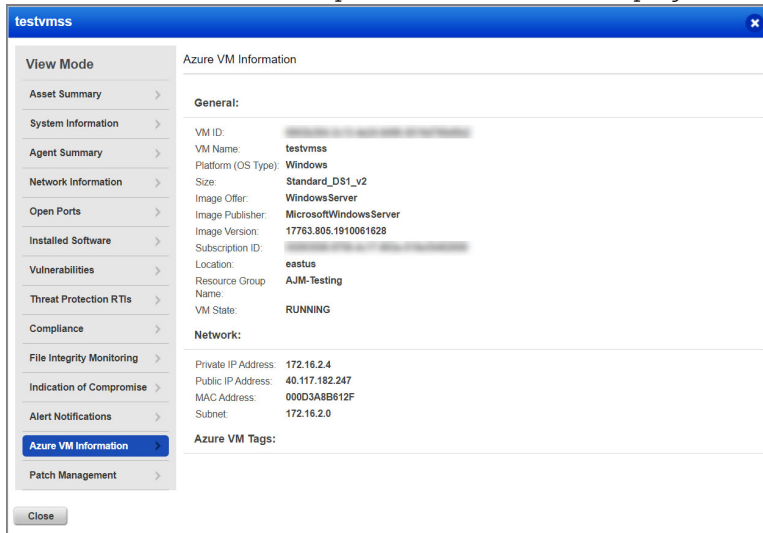 testvmss
View Mode
Asset Summary
System Information
Agent Summary
Network Information
Open Ports
Installed Software
Vulnerabilities
Threat Protection RTIs
Compliance
File Integrity Monitoring
Indication of Compromise
Alert Notifications
Azure VM Information
Patch Management
Azure VM Information
General:
VM ID:
VM Name: testvmss
Platform (OS Type): Windows
Size: Standard_DS1_v2
Image Offer: WindowsServer
Image Publisher: MicrosoftWindowsServer
Image Version: 17763.805.1910061628
Subscription ID:
Location: eastus
Resource Group AJM-Testing
Name:
VM State: RUNNING
Network:
Private IP Address: 172.16.2.4
Public IP Address: 40.117.182.247
MAC Address: 000D3A8B612F
Subnet: 172.16.2.0
Azure VM Tags:
Close